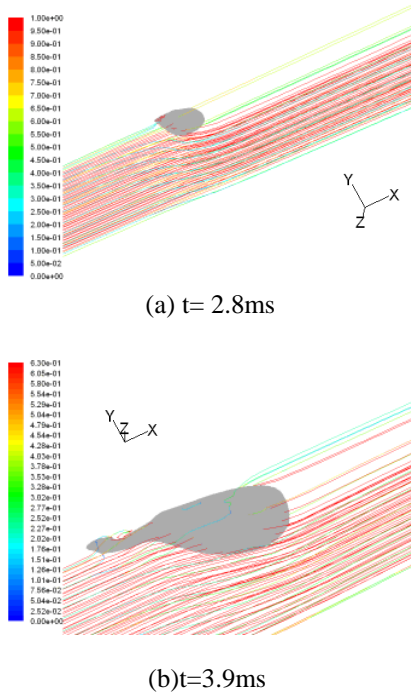 1.00e+00
9.50e-01
9.00e-01
8.50e-01
8.00e-01
7.50e-01
7.00e-01
6.50e-01
6.00e-01
5.50e-01
5.00e-01
4.50e-01
4.00e-01
3.50e-01
3.00e-01
2.50e-01
2.00e-01
1.50e-01
1.00e-01
5.00e-02
0.00e+00
Y
X
Z
(a) t= 2.8ms
6.30e-01
6.05e-01
5.80e-01
5.54e-01
5.29e-01
5.04e-01
4.79e-01
4.54e-01
4.28e-01
4.03e-01
3.78e-01
3.53e-01
3.28e-01
3.02e-01
2.77e-01
2.52e-01
2.27e-01
2.02e-01
1.76e-01
1.51e-01
1.26e-01
1.01e-01
7.56e-02
5.04e-02
2.52e-02
0.00e+00
Y
Z
X
(b)t=3.9ms